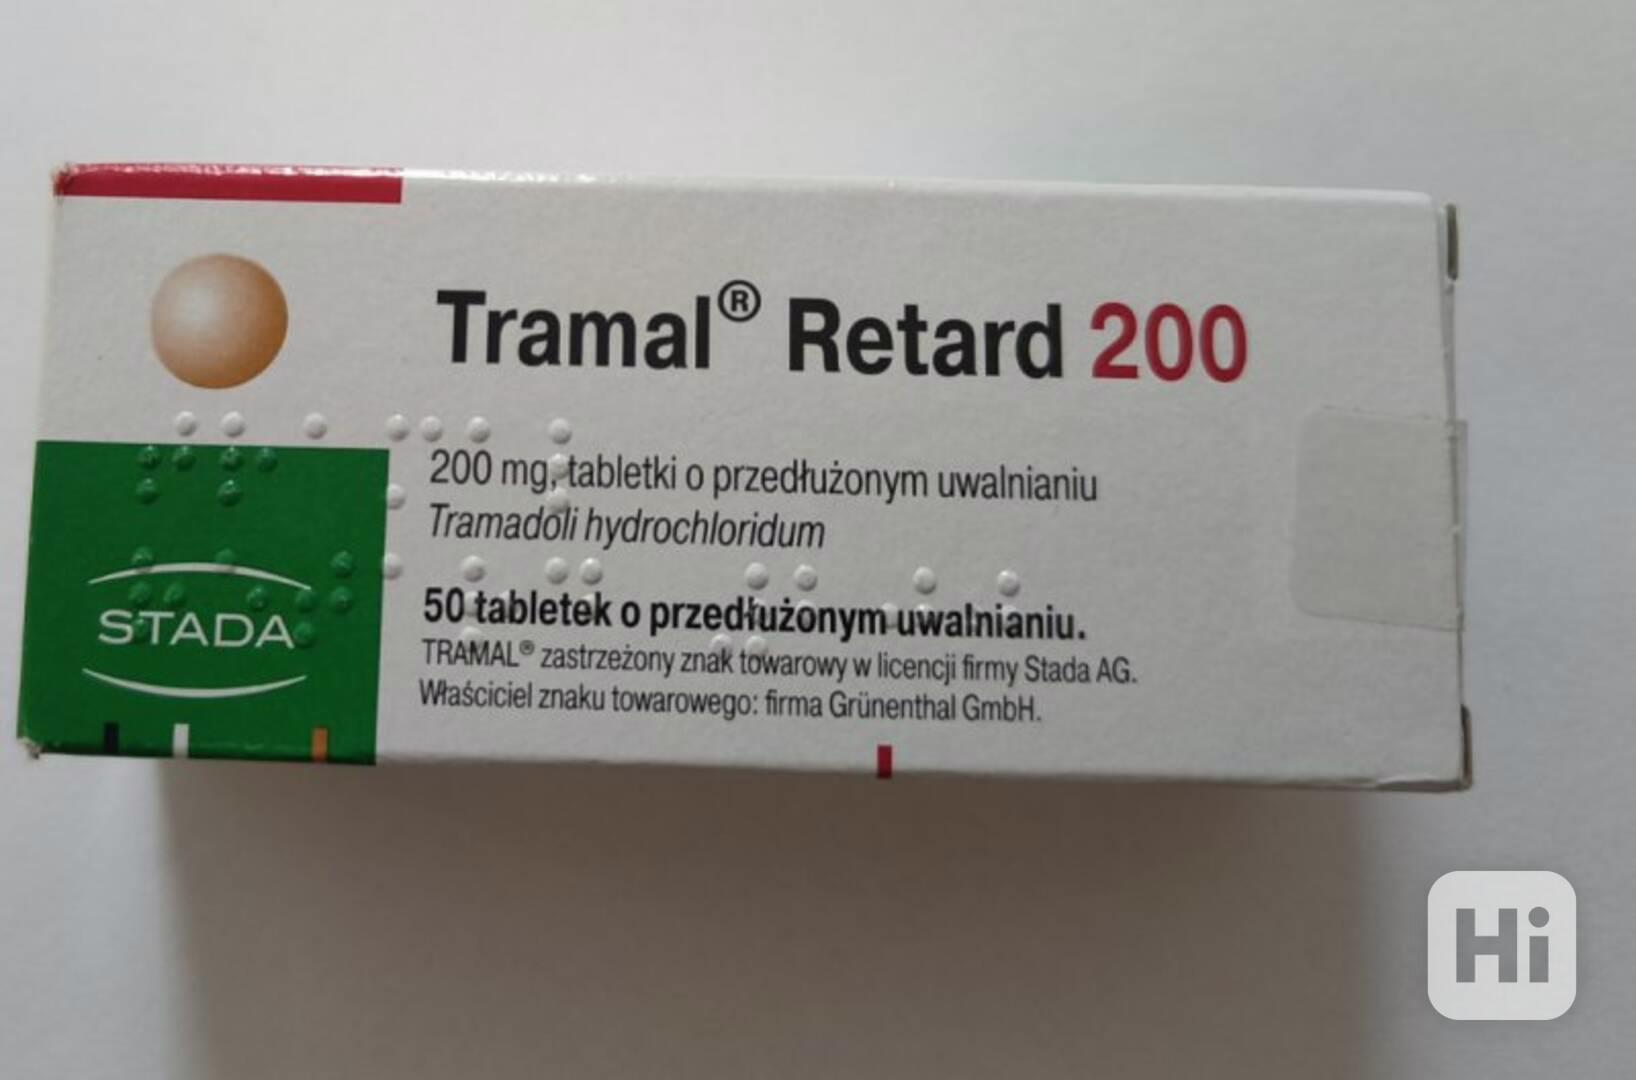 Tramal® Retard 200
200 mg, tabletki o przedłużonym uwalnianiu
Tramadoli hydrochloridum
STADA
50 tabletek o przedłużonym uwalnianiu.
TRAMAL® zastrzeżony znak towarowy w licencji firmy Stada AG.
Właściciel znaku towarowego: firma Grünenthal GmbH.
Hi